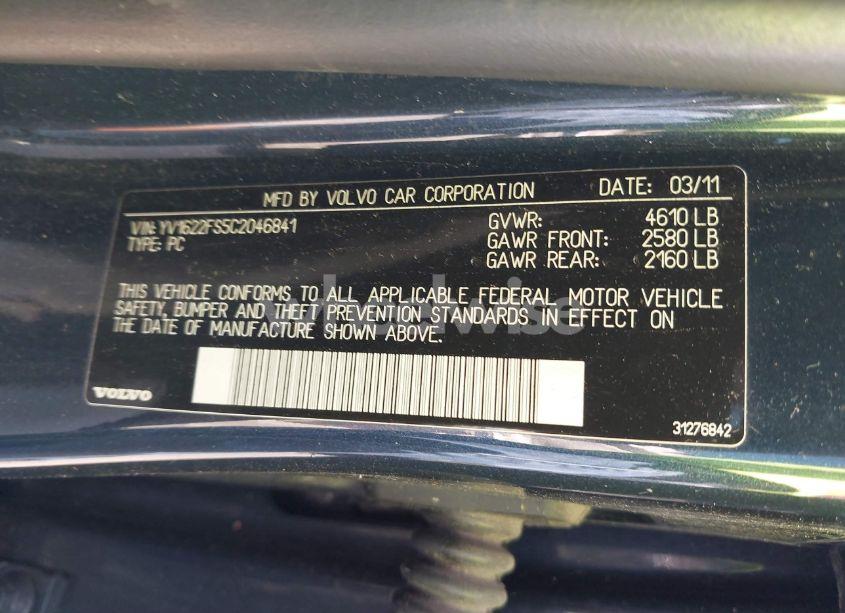 MFD BY VOLVO CAR CORPORATION DATE: 03/11
VIN: YV1622FS5C2046841 GVWR: 4610 LB
TYPE: PC GAWR FRONT: 2580 LB
GAWR REAR: 2160 LB
THIS VEHICLE CONFORMS TO ALL APPLICABLE FEDERAL MOTOR VEHICLE
SAFETY, BUMPER AND THEFT PREVENTION STANDARDS IN EFFECT ON
THE DATE OF MANUFACTURE SHOWN ABOVE.
VOLVO
31276842